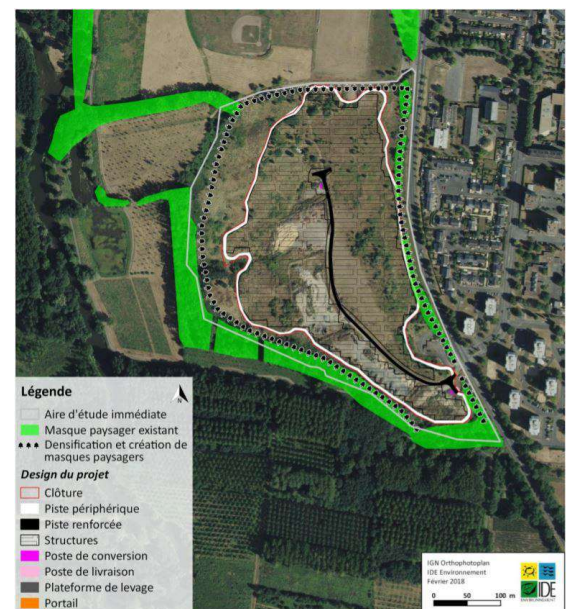 Légende
N
Aire d'étude immédiate
Masque paysager existant
Densification et création de
masques paysagers
Design du projet
Clôture
Piste périphérique
Piste renforcée
Structures
Poste de conversion
Poste de livraison
Plateforme de levage
Portail
IGN Orthophotoplan
IDE Environnement
Février 2018
0 50 100 m
IDE
ENVIRONNEMENT